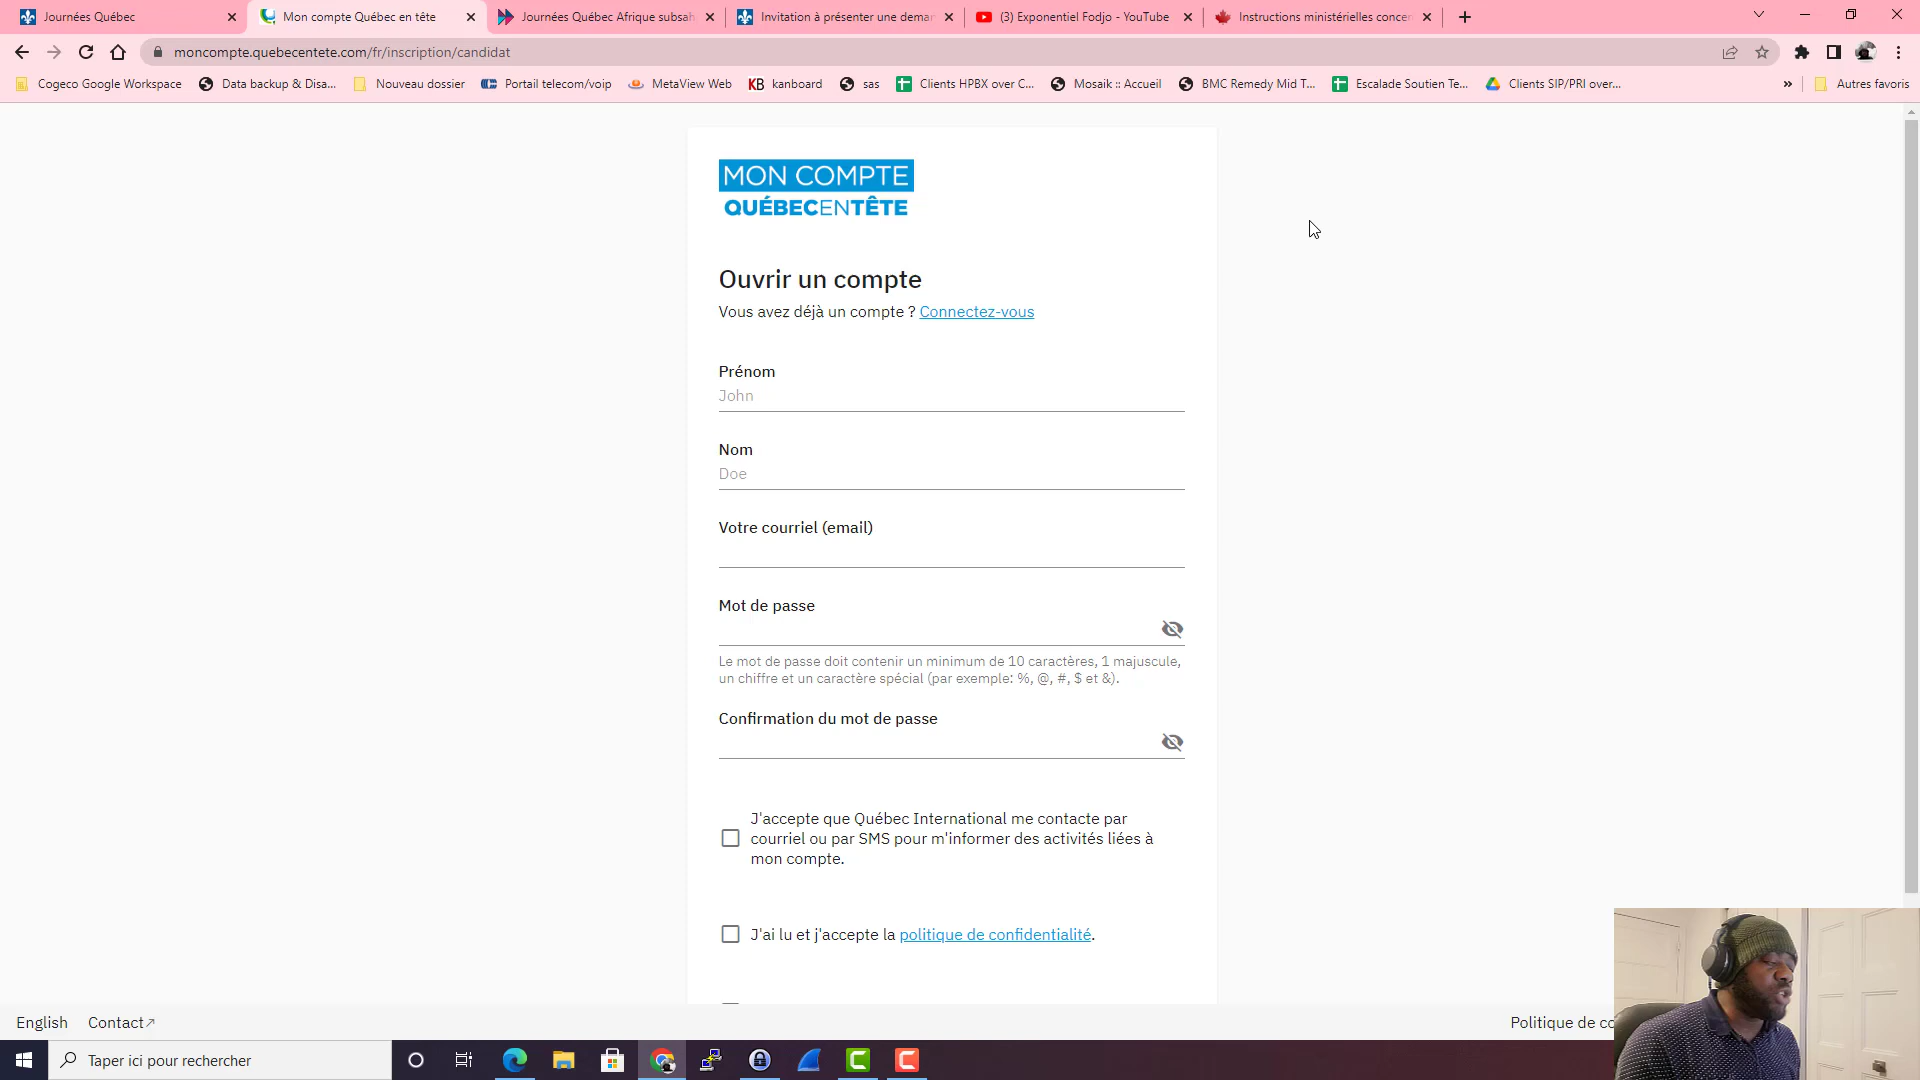 Journées Québec
Mon compte Québec en tête
Journées Québec Afrique subsah
Invitation à présenter une deman
(3) Exponentiel Fodjo - YouTube
Instructions ministérielles concer
moncompte.quebecentete.com/fr/inscription/candidat
Cogeco Google Workspace
Data backup & Disa...
Nouveau dossier
Portail telecom/voip
MetaView Web
KB kanboard
sas
Clients HPBX over C...
Mosaik :: Accueil
BMC Remedy Mid T...
Escalade Soutien Te...
Clients SIP/PRI over...
»
Autres favoris
MON COMPTE
QUÉBECENTÊTE
Ouvrir un compte
Vous avez déjà un compte ? Connectez-vous
Prénom
John
Nom
Doe
Votre courriel (email)
Mot de passe
Le mot de passe doit contenir un minimum de 10 caractères, 1 majuscule,
un chiffre et un caractère spécial (par exemple: %, @, #, $ et &).
Confirmation du mot de passe
J'accepte que Québec International me contacte par
courriel ou par SMS pour m'informer des activités liées à
mon compte.
J'ai lu et j'accepte la politique de confidentialité.
English
Contact↗
Politique de co
Taper ici pour rechercher